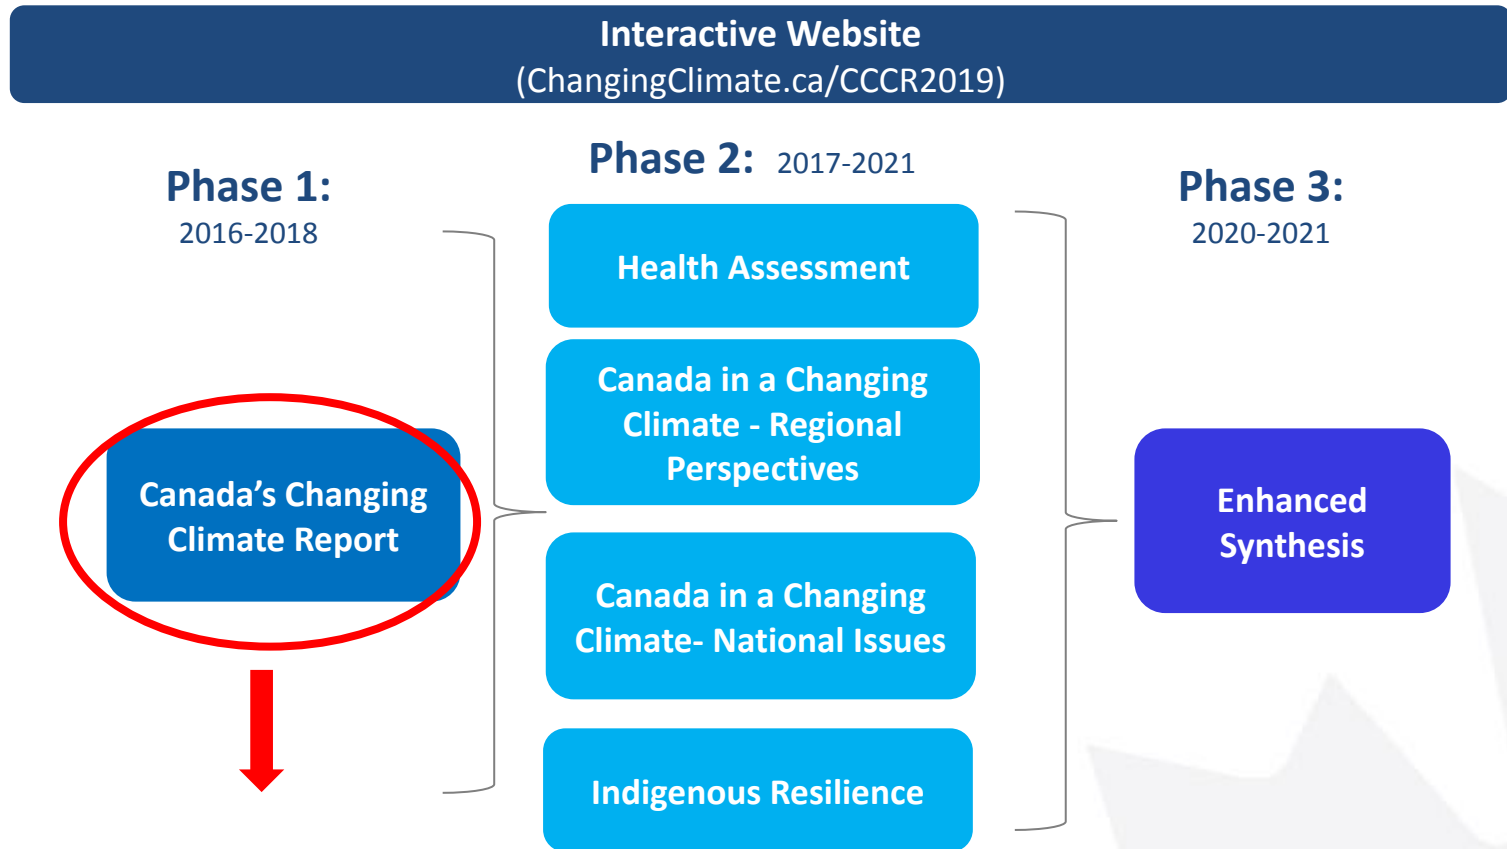 Interactive Website
(ChangingClimate.ca/CCCR2019)
Phase 1:
2016-2018
Canada’s Changing
Climate Report
Phase 2: 2017-2021
Health Assessment
Canada in a Changing
Climate - Regional
Perspectives
Canada in a Changing
Climate- National Issues
Indigenous Resilience
Phase 3:
2020-2021
Enhanced
Synthesis